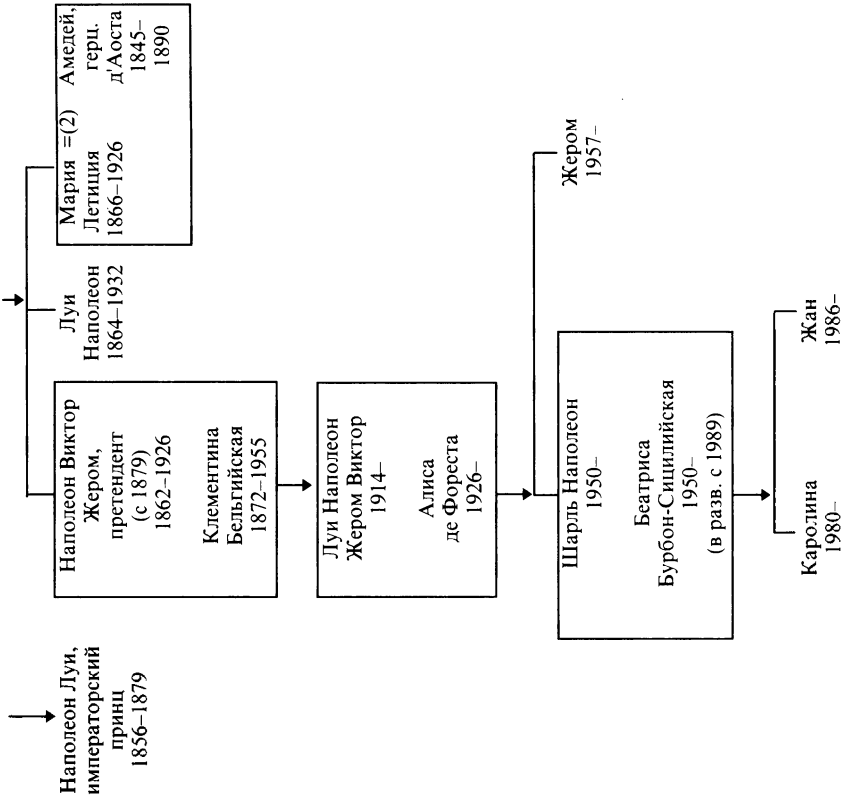 Наполеон Луи,
императорский
принц
1856–1879
Наполеон Виктор
Жером,
претендент
(с 1879)
1862–1926
Клементина
Бельгийская
1872–1955
Луи
Наполеон
1864–1932
Мария =(2) Амедей,
Летиция герц.
1866–1926 д'Аоста
1845–
1890
Луи Наполеон
Жером Виктор
1914–
Алиса
де Фореста
1926–
Шарль Наполеон
1950–
Беатриса
Бурбон-Сицилийская
1950–
(в разв. с 1989)
Жером
1957–
Каролина
1980–
Жан
1986–